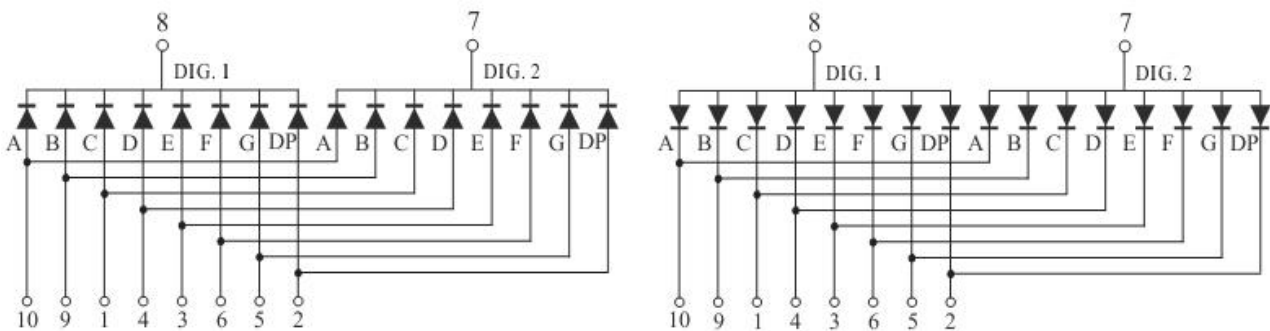 8 7 8 7
DIG. 1 DIG. 2 DIG. 1 DIG. 2
A B C D E F G DP A B C D E F G DP A B C D E F G DP A B C D E F G DP
10 9 1 4 3 6 5 2 10 9 1 4 3 6 5 2